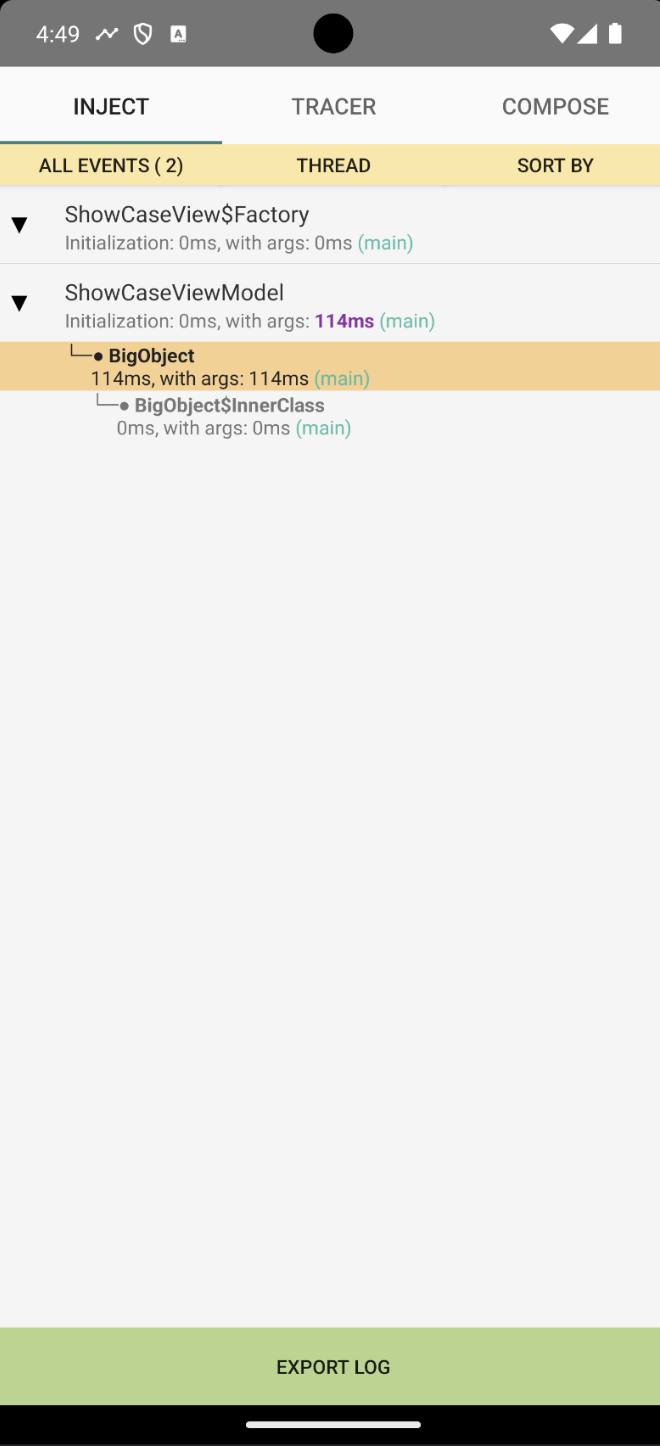 4:49
INJECT TRACER COMPOSE
ALL EVENTS ( 2) THREAD SORT BY
ShowCaseView$Factory
Initialization: 0ms, with args: 0ms (main)
ShowCaseViewModel
Initialization: 0ms, with args: 114ms (main)
BigObject
114ms, with args: 114ms (main)
BigObject$InnerClass
0ms, with args: 0ms (main)
EXPORT LOG